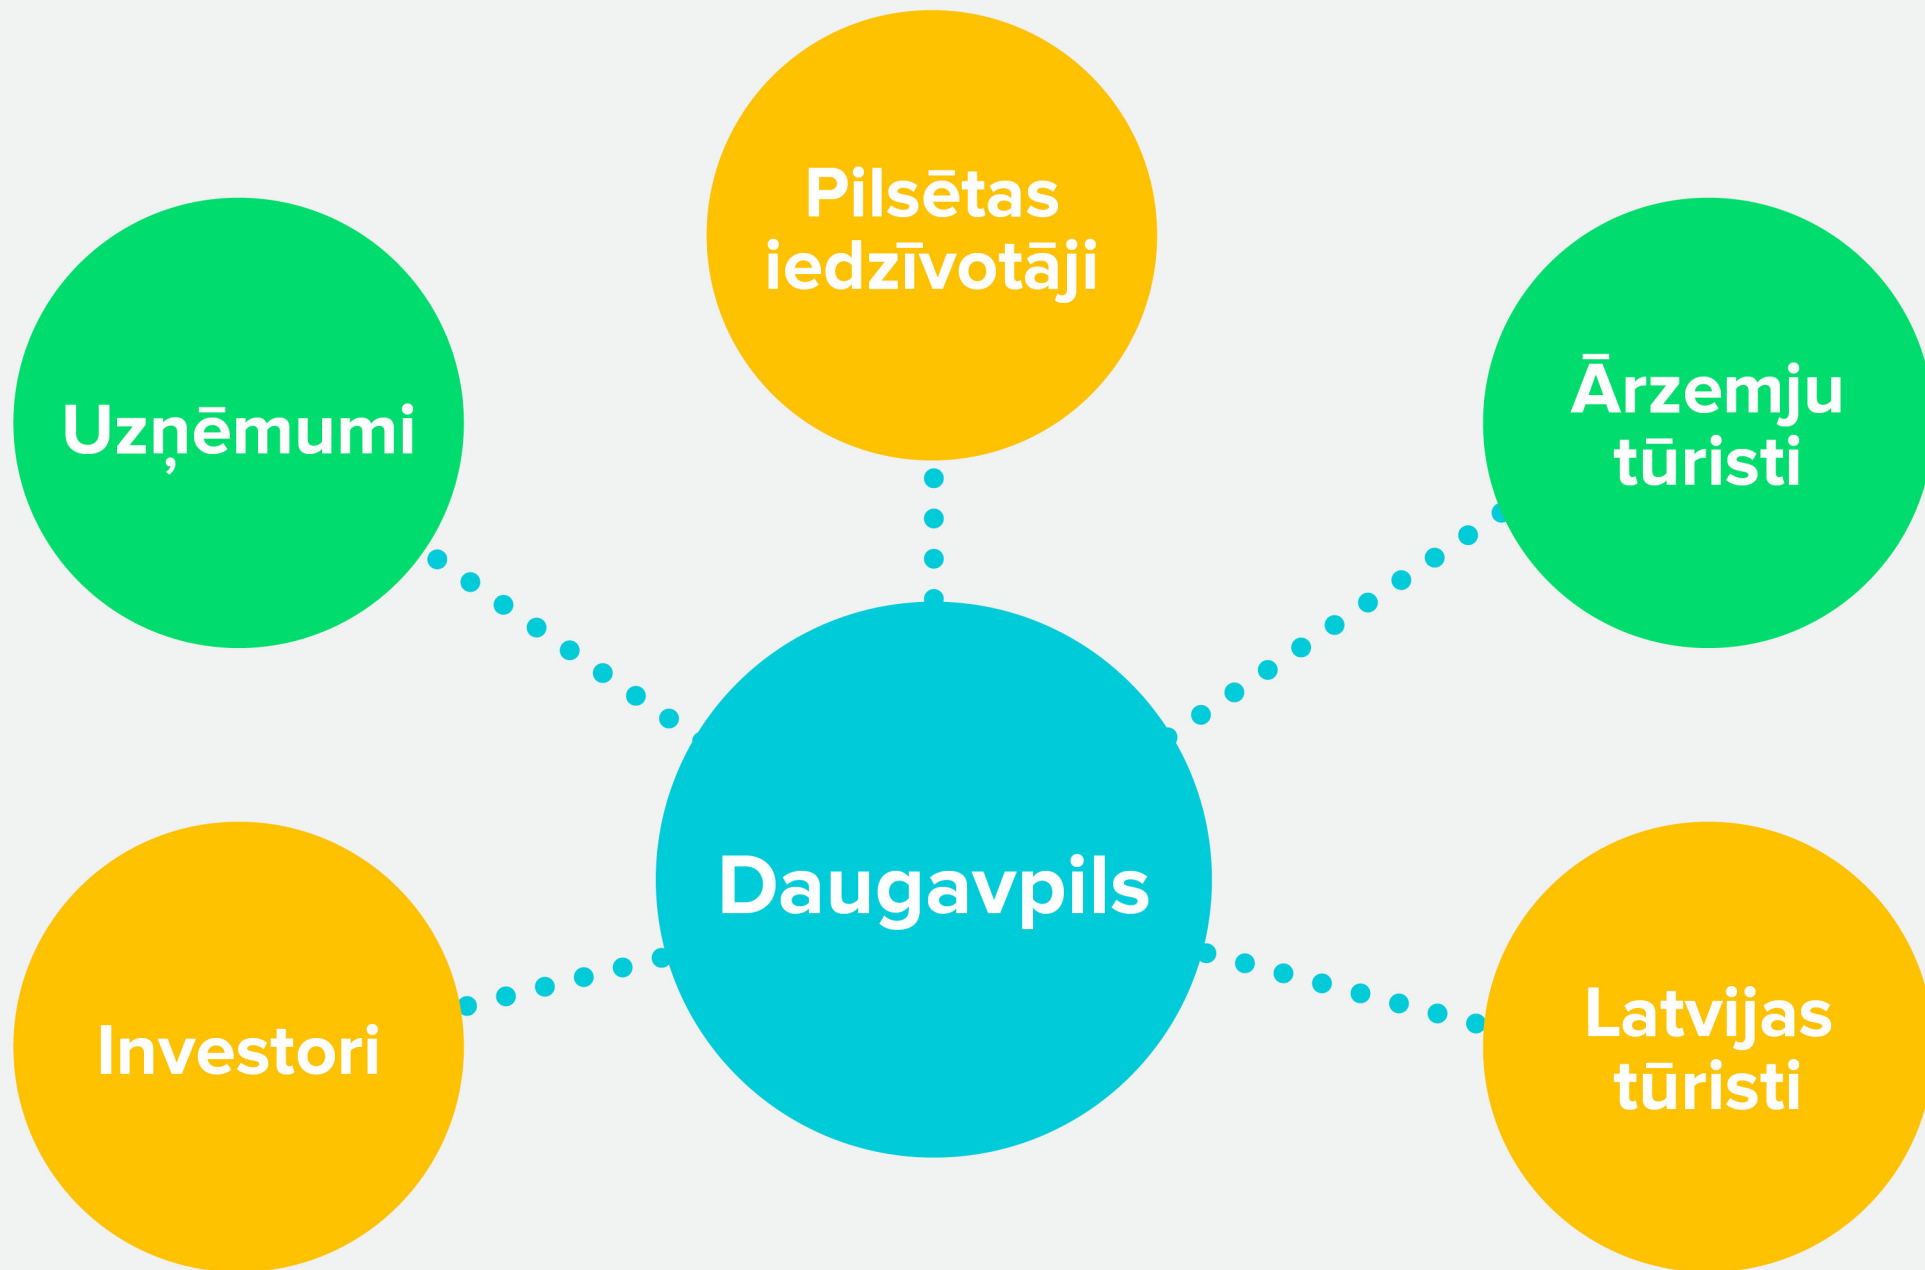 Pilsētas
iedzīvotāji
Uzņēmumi
Ārzemju
tūristi
Daugavpils
Investori
Latvijas
tūristi